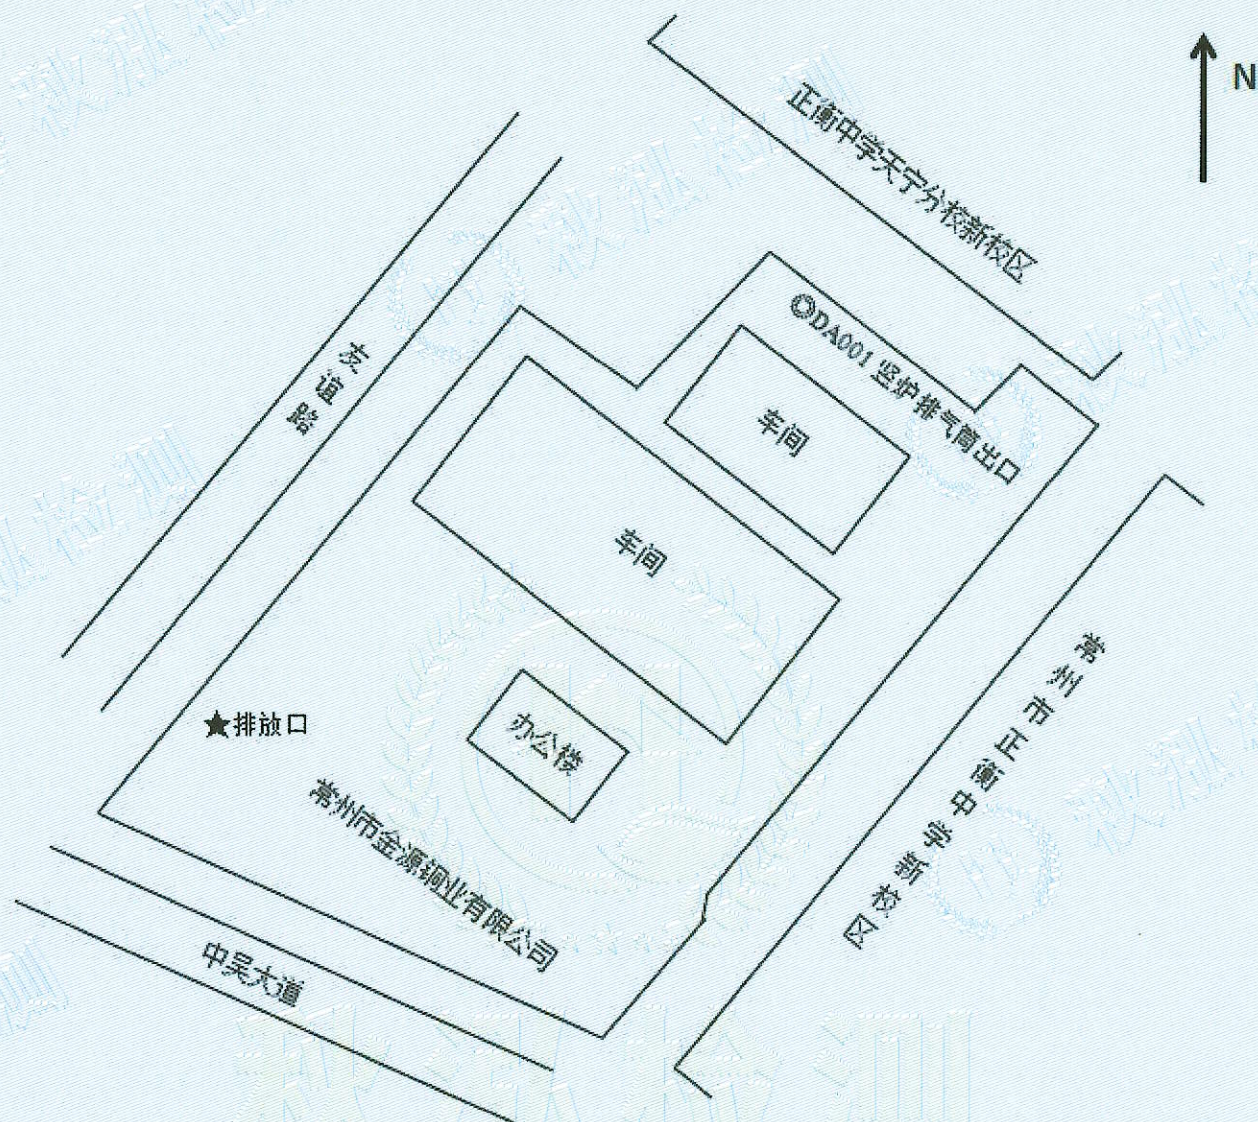 N
正衡中学天宁分校新校区
◎DA001 竖炉排气筒出口
友谊路
车间
车间
常州市正衡中学新校区
★排放口
办公楼
常州市金源铜业有限公司
中吴大道